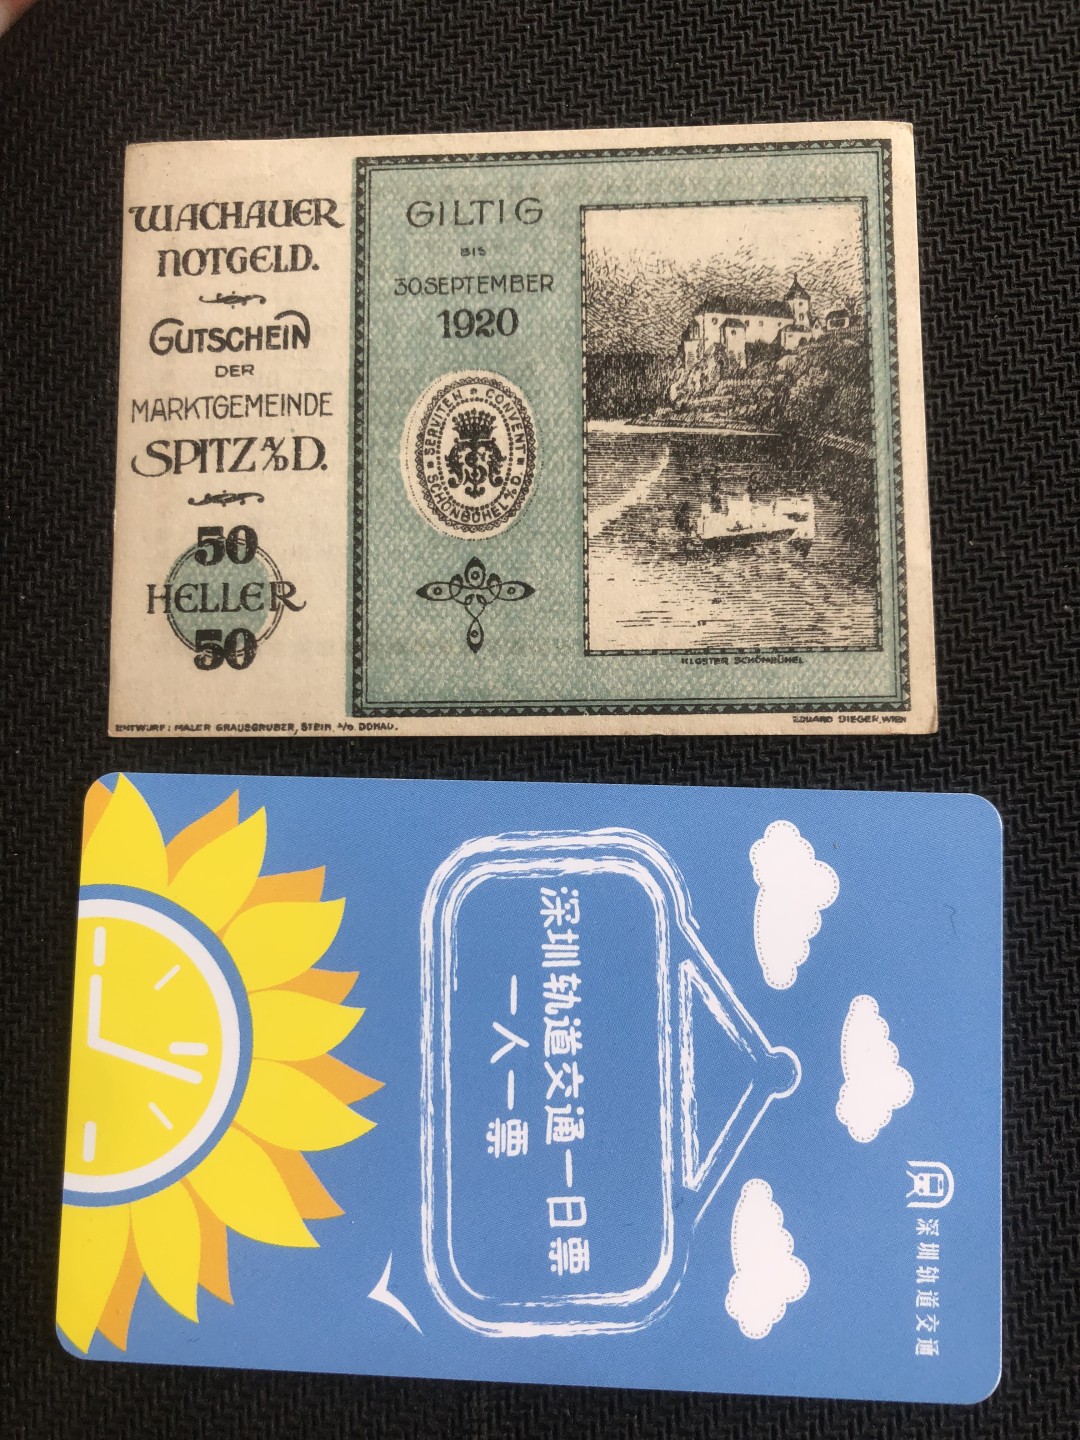 WACHAUER
NOTGELD.
GUTSCHEIN
DER
MARKTGEMEINDE
SPITZ A/D D.
50
HELLER
50
GILTIG
BIS
30.SEPTEMBER
1920
SERVITEN CONVENT
SCHÖNBÜHEL A/D.
KLOSTER SCHÖNBÜHEL
ENTWURF: MALER GRAUSGRUBER, STEIN A/D. DONAU.
EDUARD SIEGER, WIEN
深圳轨道交通一日票
一人一票
深圳轨道交通